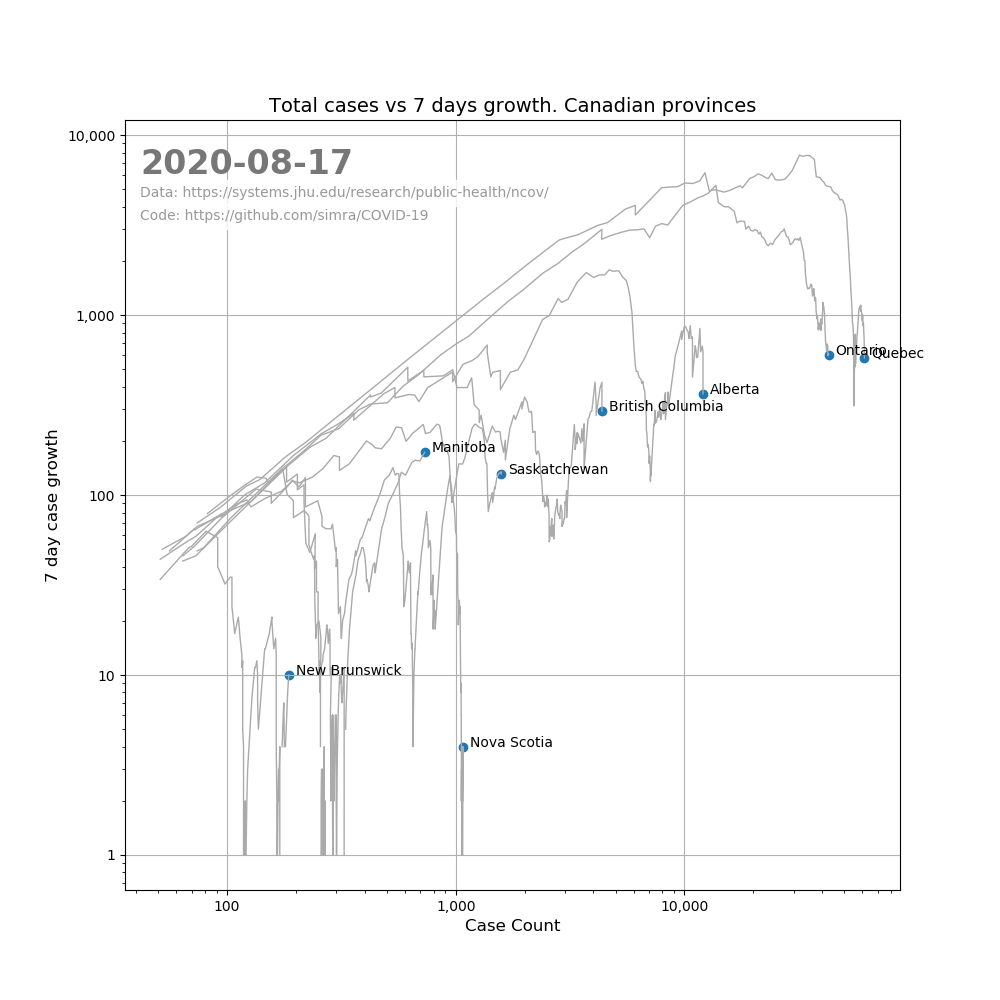 Total cases vs 7 days growth. Canadian provinces
10,000
2020-08-17
Data: https://systems.jhu.edu/research/public-health/ncov/
Code: https://github.com/simra/COVID-19
1,000
Ontario
Quebec
Alberta
British Columbia
Manitoba
Saskatchewan
100
7 day case growth
10
New Brunswick
Nova Scotia
1
100
1,000
10,000
Case Count